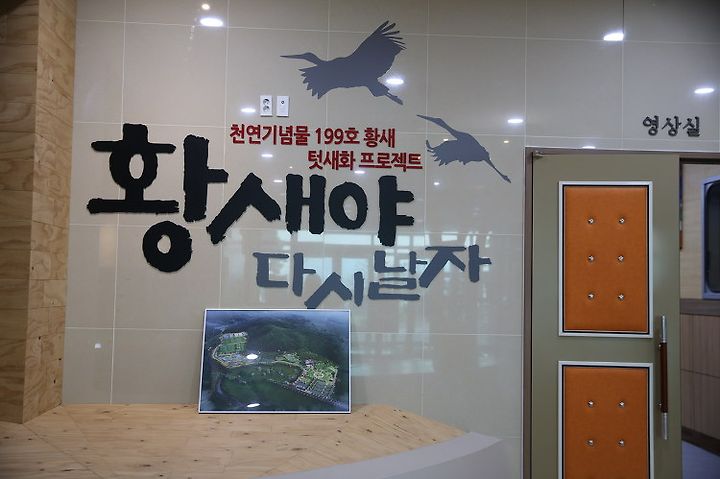 천연기념물 199호 황새
텃새화 프로젝트
황새야
다시날자
영상실